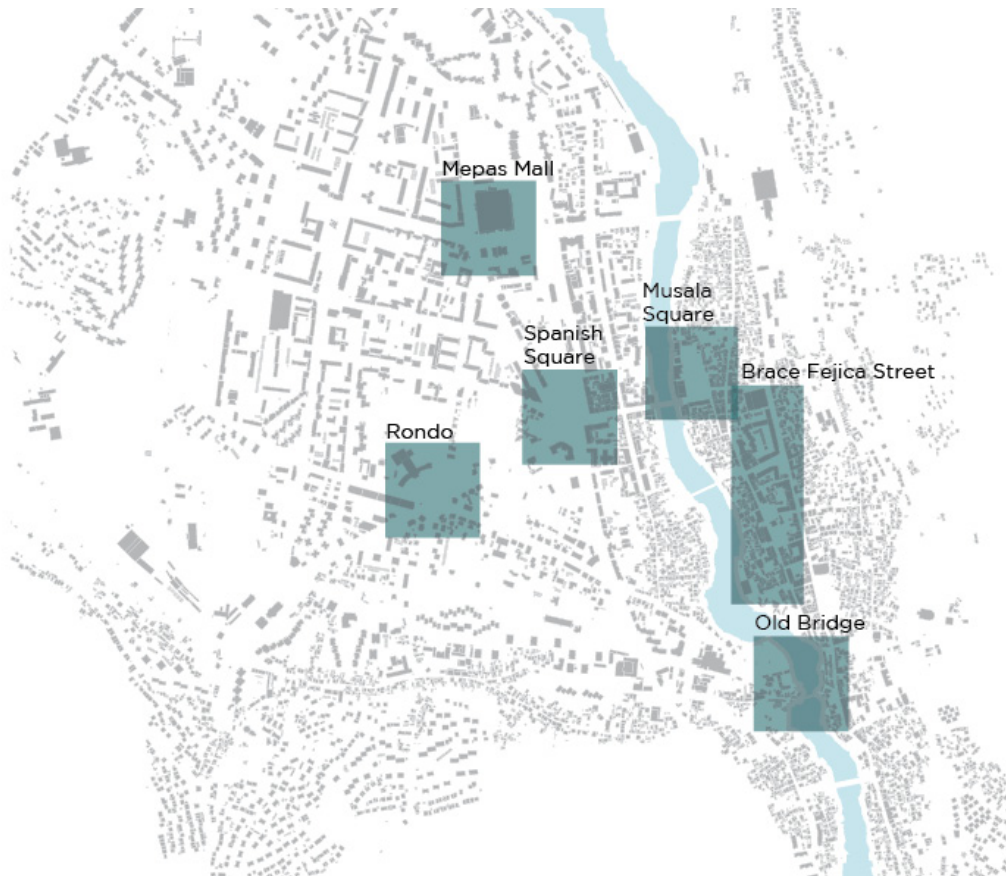 Mepas Mall
Musala
Square
Spanish
Square
Brace Fejica Street
Rondo
Old Bridge